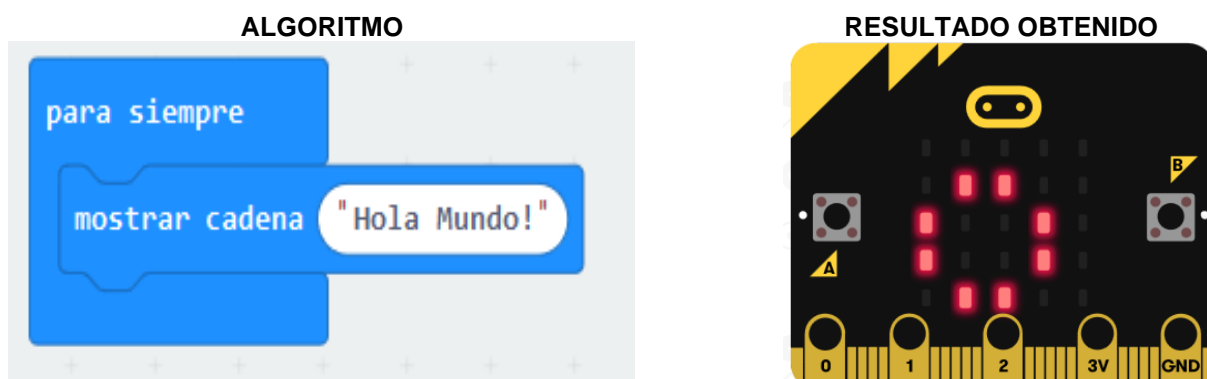 ALGORITMO
para siempre
mostrar cadena "Hola Mundo!"
RESULTADO OBTENIDO
B
A
0 1 2 3V GND